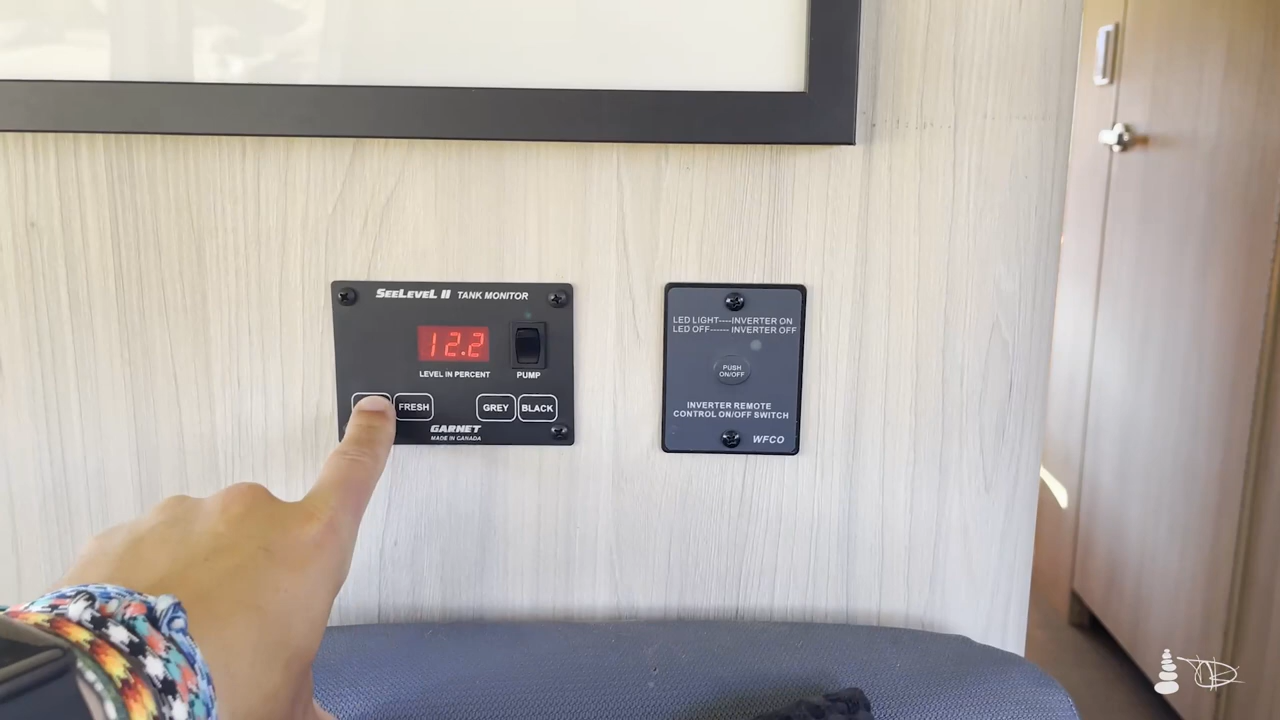 SEELEVEL II TANK MONITOR
12.2
LEVEL IN PERCENT
PUMP
FRESH
GREY
BLACK
GARNET
MADE IN CANADA
LED LIGHT----INVERTER ON
LED OFF------ INVERTER OFF
PUSH
ON/OFF
INVERTER REMOTE
CONTROL ON/OFF SWITCH
WFCO